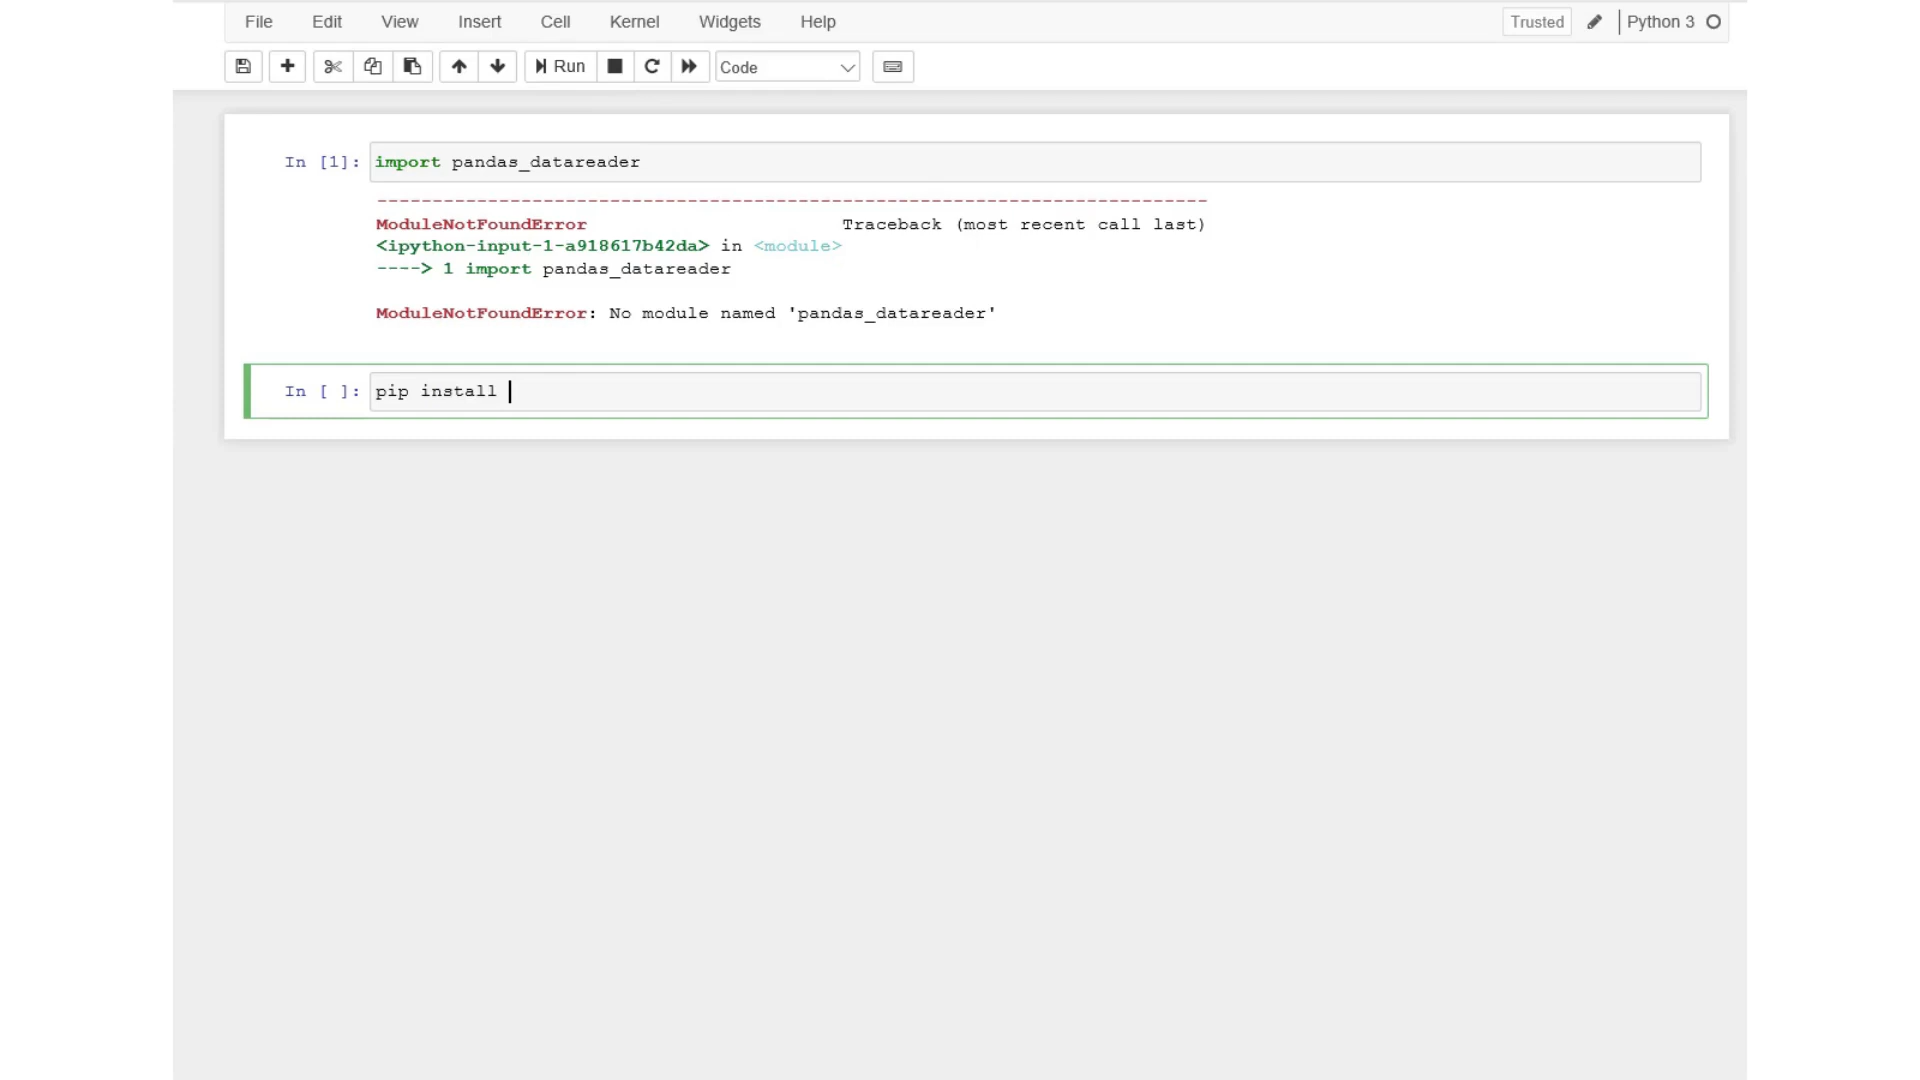 File Edit View Insert Cell Kernel Widgets Help Trusted Python 3
Run Code
In [1]: import pandas_datareader
---------------------------------------------------------------------------
ModuleNotFoundError Traceback (most recent call last)
<ipython-input-1-a918617b42da> in <module>
----> 1 import pandas_datareader
ModuleNotFoundError: No module named 'pandas_datareader'
In [ ]: pip install